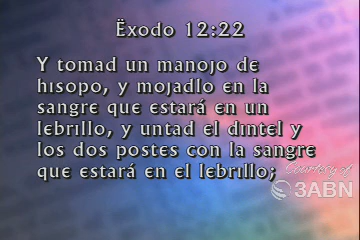 Ëxodo 12:22
Y tomad un manojo de
hisopo, y mojadlo en la
sangre que estará en un
lebrillo, y untad el dintel y
los dos postes con la sangre
que estará en el lebrillo;
Courtesy of
3ABN